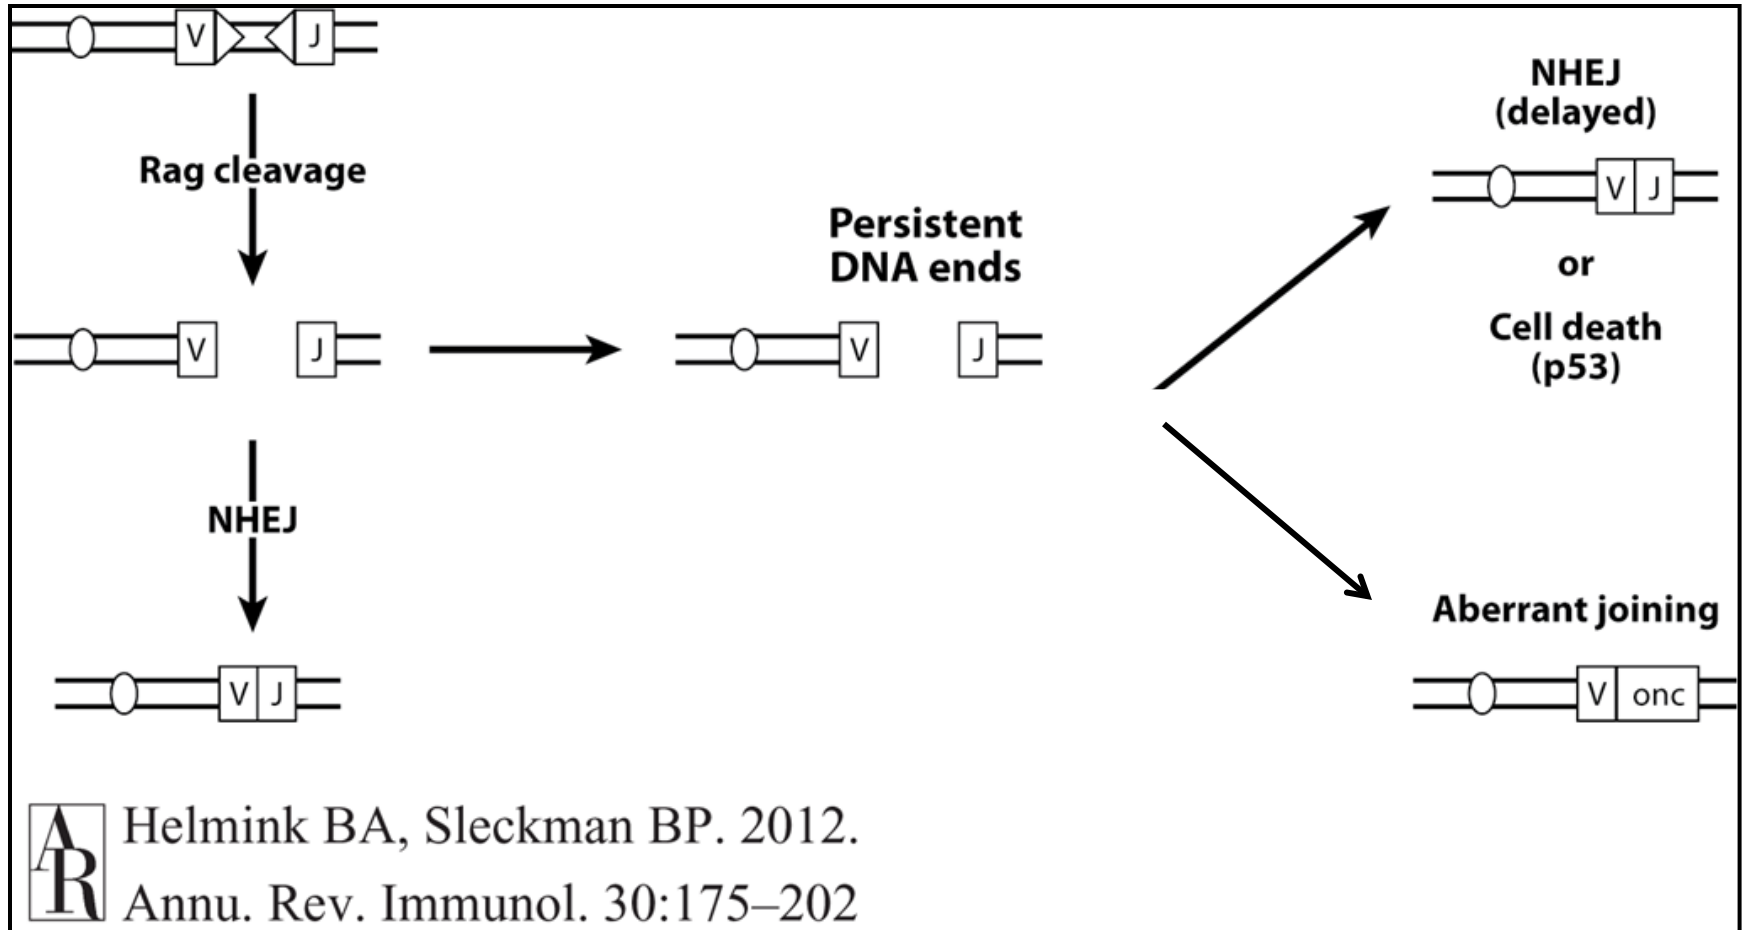 V J
Rag cleavage
V J
NHEJ
V J
Persistent
DNA ends
V J
NHEJ
(delayed)
V J
or
Cell death
(p53)
Aberrant joining
V onc
AR
Helmink BA, Sleckman BP. 2012.
Annu. Rev. Immunol. 30:175–202